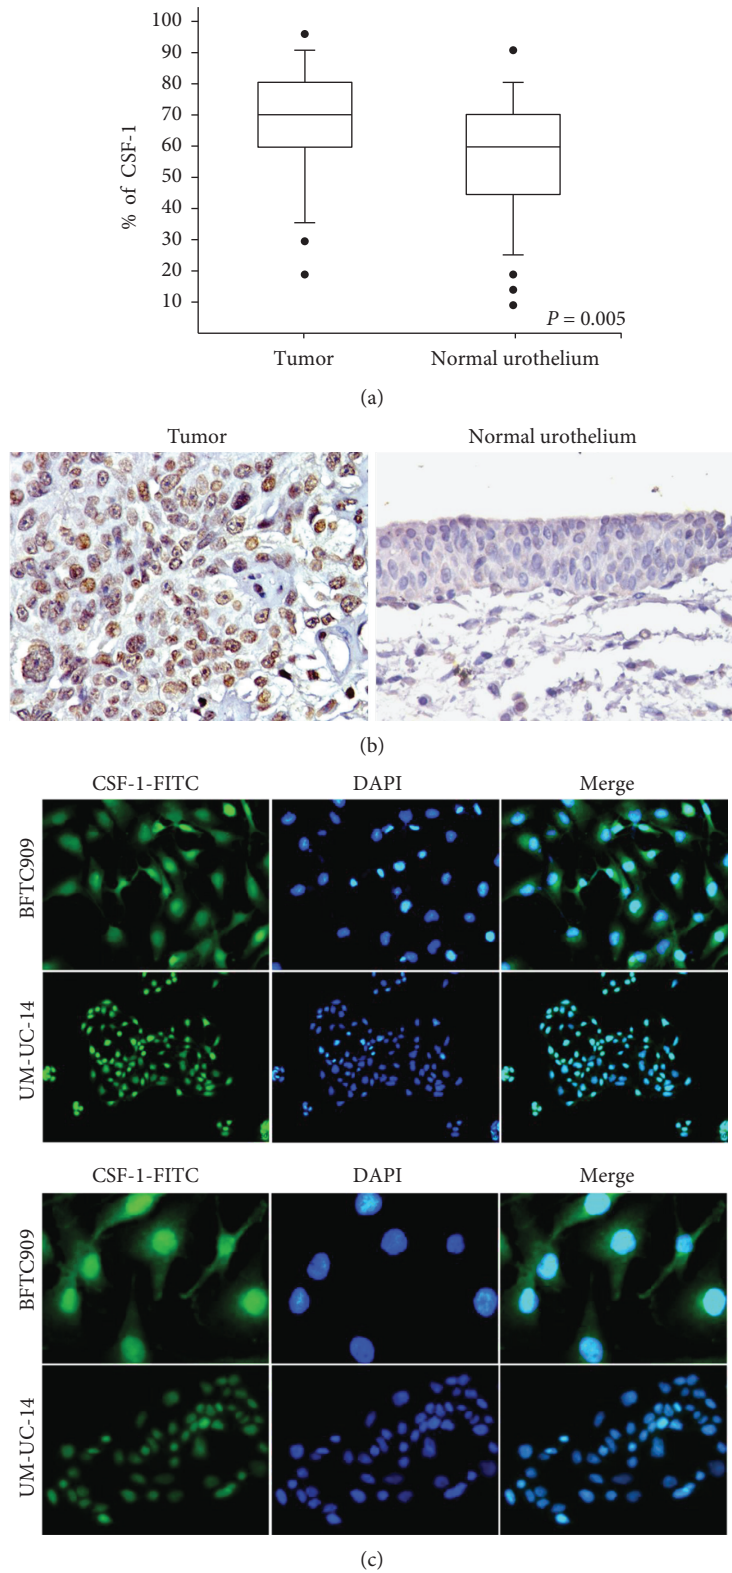 100
90
80
70
60
50
40
30
20
10
% of CSF-1
P = 0.005
Tumor Normal urothelium
(a)
Tumor Normal urothelium
(b)
CSF-1-FITC DAPI Merge
BFTC909
UM-UC-14
CSF-1-FITC DAPI Merge
BFTC909
UM-UC-14
(c)